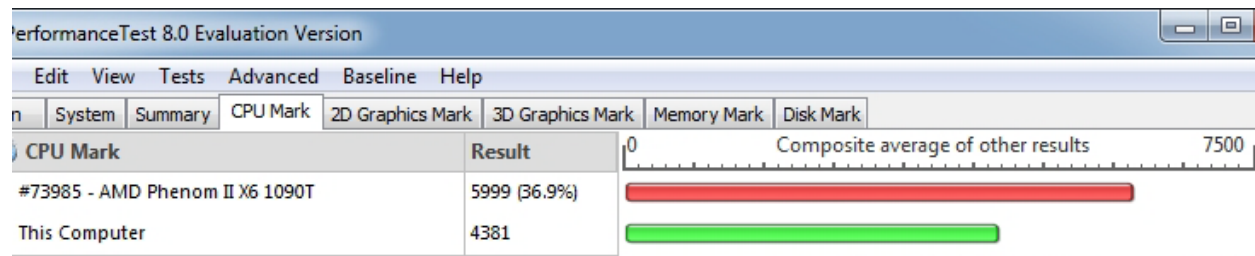 PerformanceTest 8.0 Evaluation Version
Edit View Tests Advanced Baseline Help
n System Summary CPU Mark 2D Graphics Mark 3D Graphics Mark Memory Mark Disk Mark
CPU Mark Result 0 Composite average of other results 7500
#73985 - AMD Phenom II X6 1090T 5999 (36.9%)
This Computer 4381